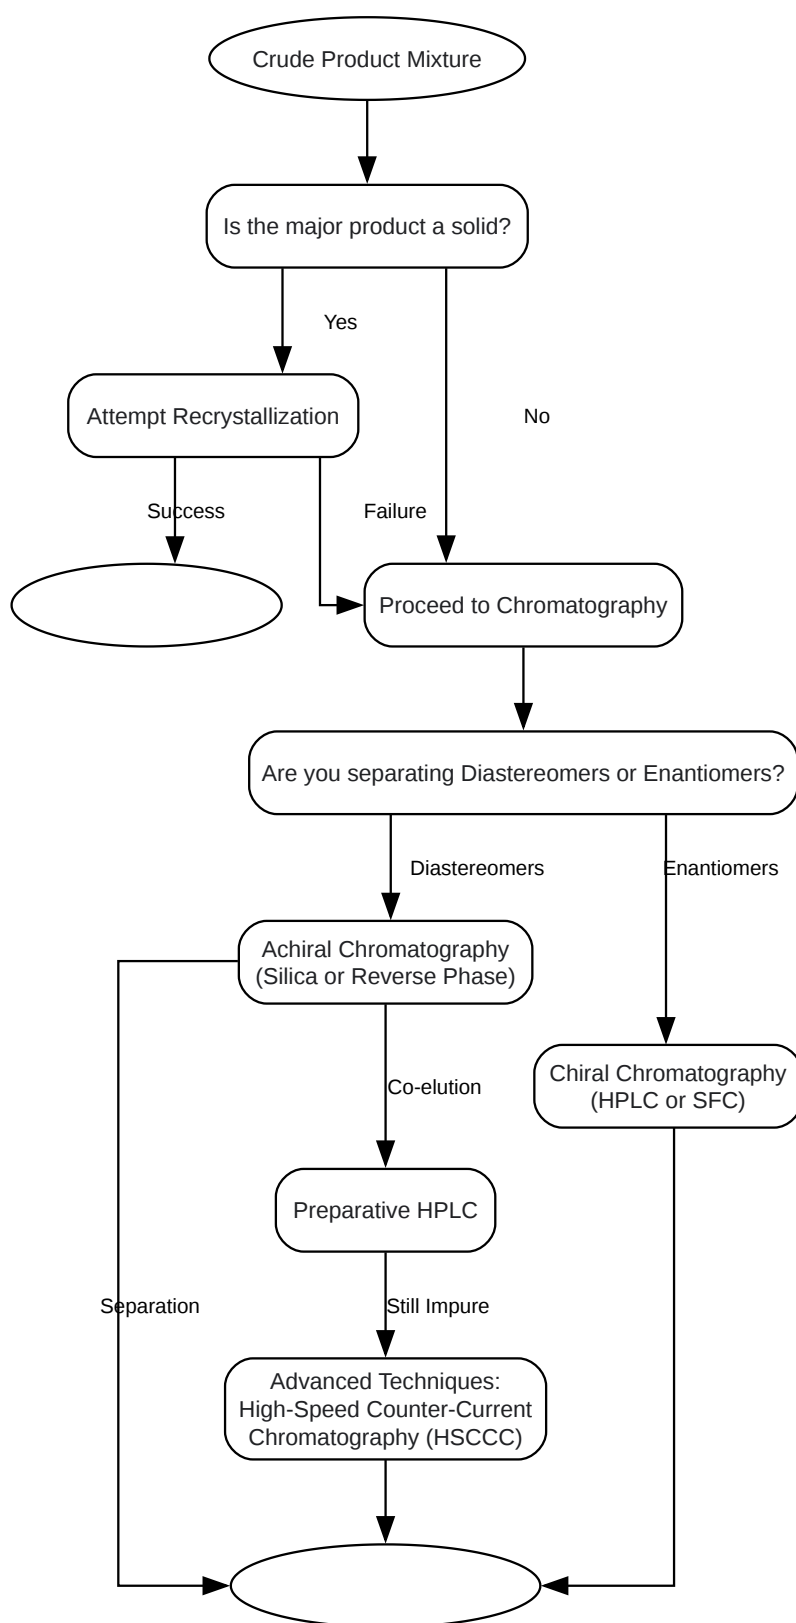 Crude Product Mixture
Is the major product a solid?
Yes
Attempt Recrystallization
No
Success
Failure
Proceed to Chromatography
Are you separating Diastereomers or Enantiomers?
Diastereomers
Enantiomers
Achiral Chromatography
(Silica or Reverse Phase)
Chiral Chromatography
(HPLC or SFC)
Co-elution
Preparative HPLC
Separation
Still Impure
Advanced Techniques:
High-Speed Counter-Current
Chromatography (HSCCC)